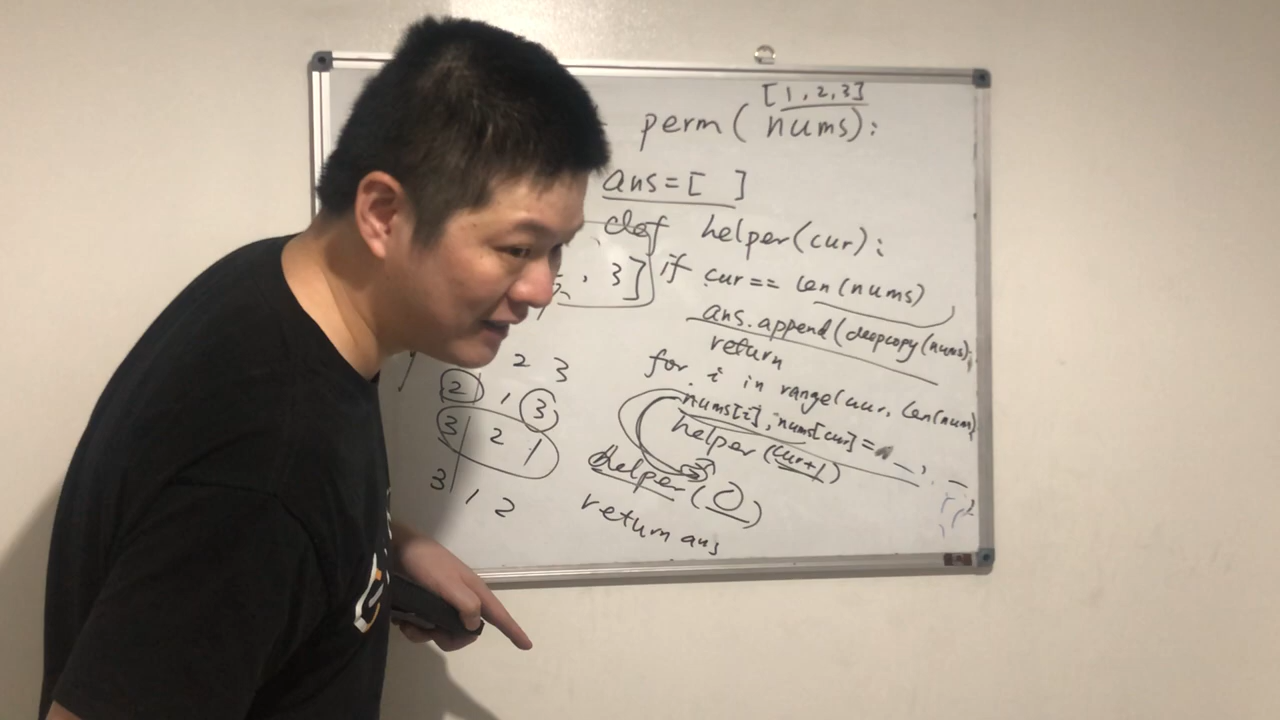 [1, 2, 3]
perm(nums):
ans=[ ]
def helper(cur):
, 3]
if cur == len(nums)
ans.append(deepcopy(nums)
return
for i in range(cur, len(num)
nums[i], nums[cur] =
helper(cur+1)
helper(0)
return ans
2 3
2 1 3
3 2 1
3 1 2